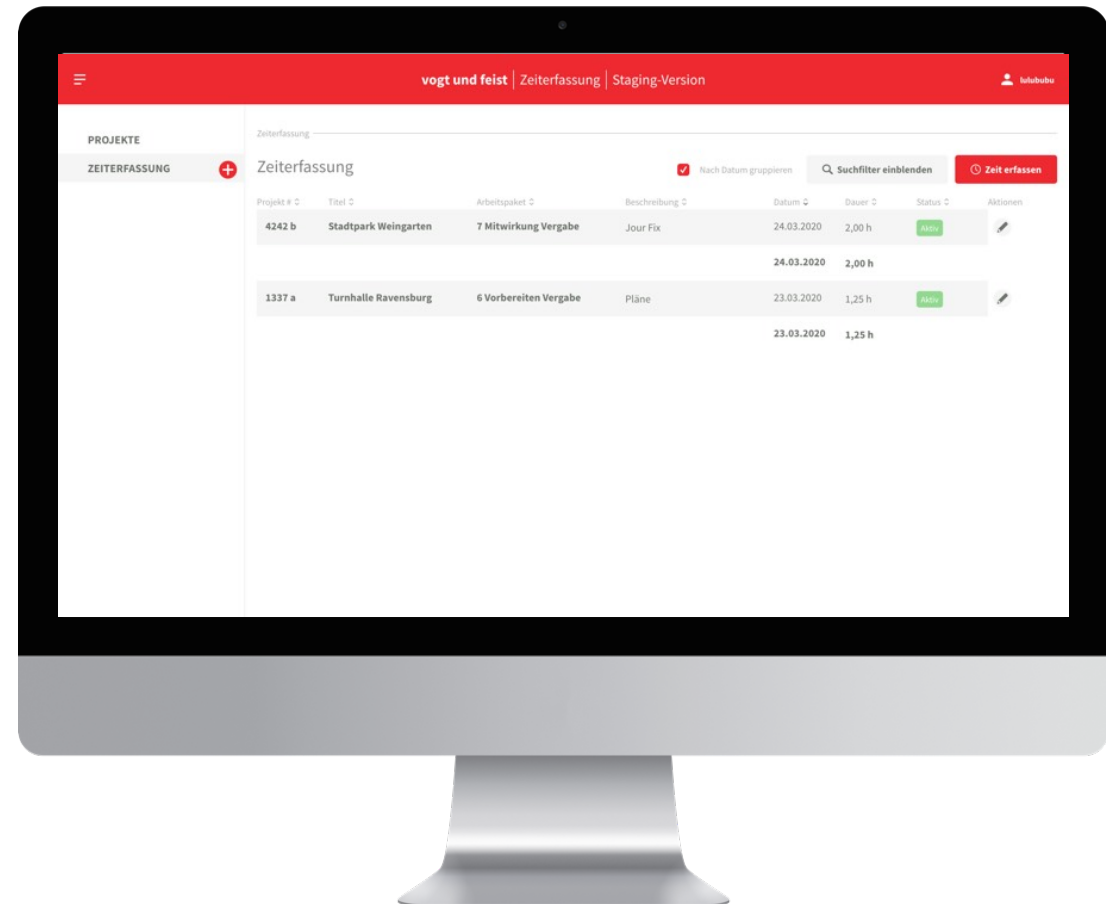 vogt und feist | Zeiterfassung | Staging-Version
lulububu
PROJEKTE
ZEITERFASSUNG
Zeiterfassung
Zeiterfassung
Nach Datum gruppieren
Suchfilter einblenden
Zeit erfassen
Projekt # Titel Arbeitspaket Beschreibung Datum Dauer Status Aktionen
4242 b Stadtpark Weingarten 7 Mitwirkung Vergabe Jour Fix 24.03.2020 2,00 h Aktiv
24.03.2020 2,00 h
1337 a Turnhalle Ravensburg 6 Vorbereiten Vergabe Pläne 23.03.2020 1,25 h Aktiv
23.03.2020 1,25 h